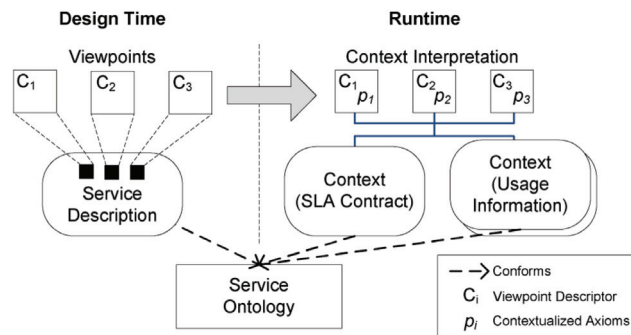 Design Time
Runtime
Viewpoints
Context Interpretation
C1
C2
C3
C1
p1
C2
p2
C3
p3
Service
Description
Context
(SLA Contract)
Context
(Usage
Information)
Service
Ontology
Conforms
Ci Viewpoint Descriptor
pi Contextualized Axioms